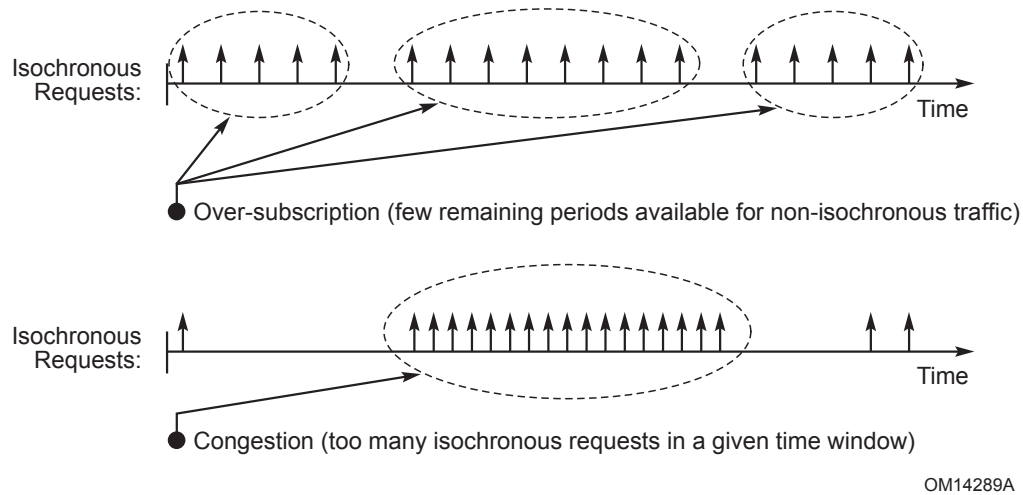 Isochronous
Requests:
Time
Over-subscription (few remaining periods available for non-isochronous traffic)
Isochronous
Requests:
Time
Congestion (too many isochronous requests in a given time window)
OM14289A